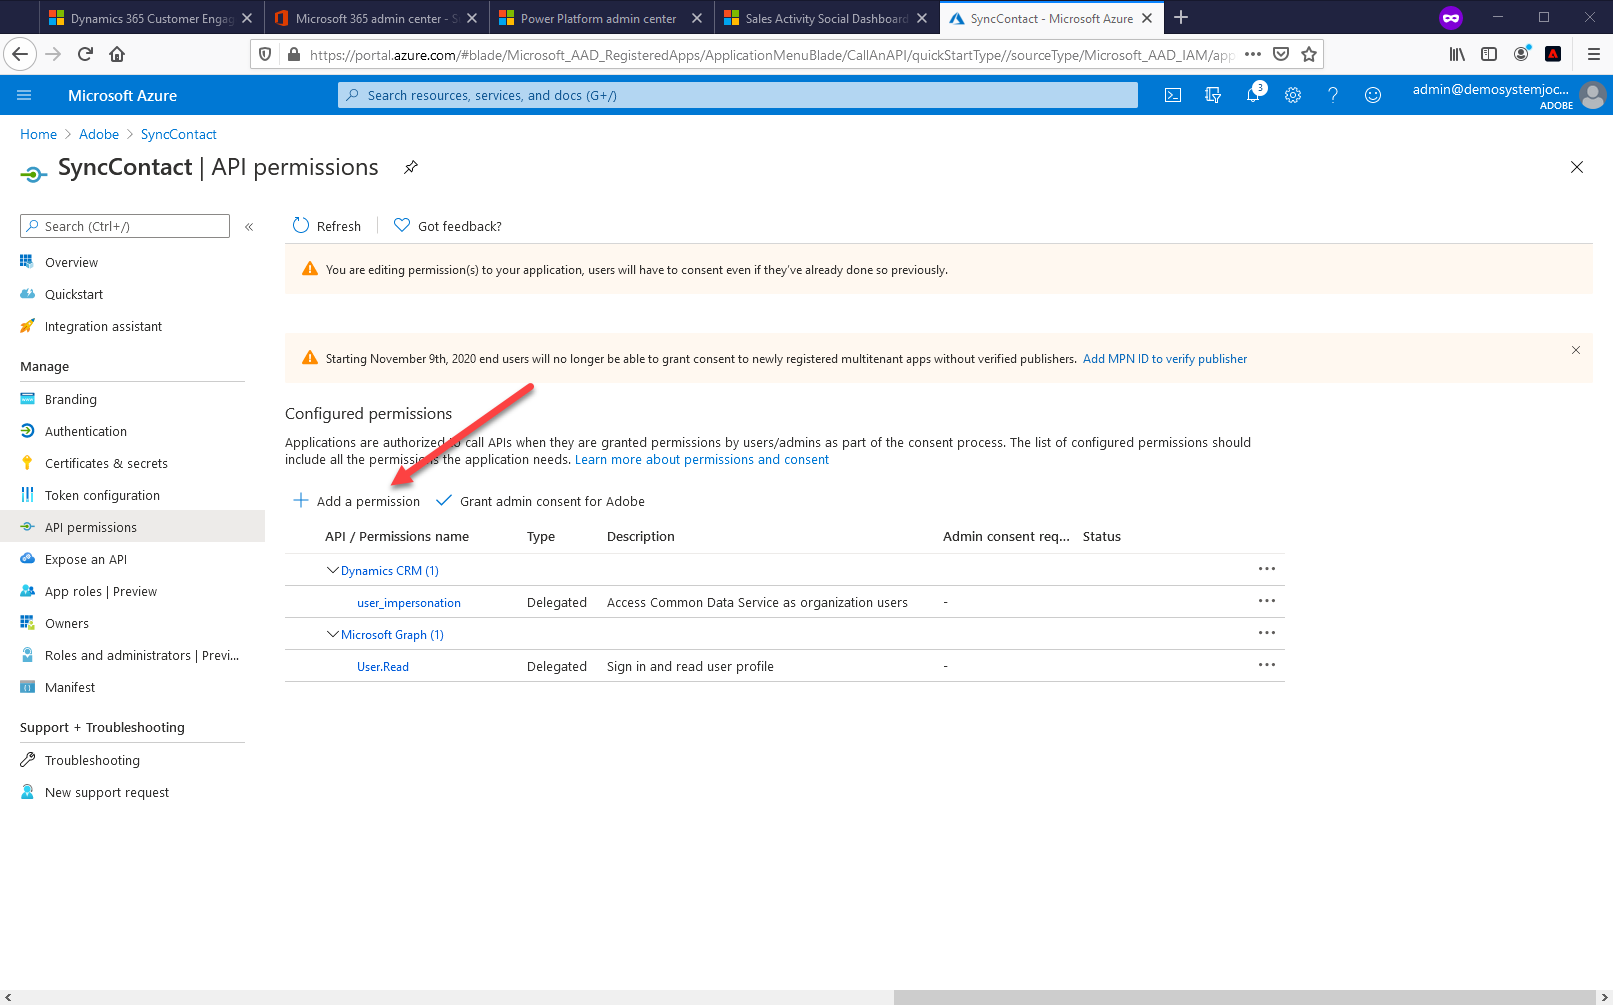 Dynamics 365 Customer Engag
Microsoft 365 admin center - S
Power Platform admin center
Sales Activity Social Dashboard
SyncContact - Microsoft Azure
https://portal.azure.com/#blade/Microsoft_AAD_RegisteredApps/ApplicationMenuBlade/CallAnAPI/quickStartType//sourceType/Microsoft_AAD_IAM/app
Microsoft Azure
Search resources, services, and docs (G+/)
3
admin@demosystemjoc...
ADOBE
Home > Adobe > SyncContact
SyncContact | API permissions
Search (Ctrl+/)
«
Refresh
Got feedback?
You are editing permission(s) to your application, users will have to consent even if they've already done so previously.
Overview
Quickstart
Integration assistant
Manage
Branding
Authentication
Certificates & secrets
Token configuration
API permissions
Expose an API
App roles | Preview
Owners
Roles and administrators | Previ...
Manifest
Support + Troubleshooting
Troubleshooting
New support request
Starting November 9th, 2020 end users will no longer be able to grant consent to newly registered multitenant apps without verified publishers. Add MPN ID to verify publisher
Configured permissions
Applications are authorized to call APIs when they are granted permissions by users/admins as part of the consent process. The list of configured permissions should
include all the permissions the application needs. Learn more about permissions and consent
Add a permission
Grant admin consent for Adobe
API / Permissions name Type Description Admin consent req... Status
Dynamics CRM (1)
user_impersonation Delegated Access Common Data Service as organization users -
Microsoft Graph (1)
User.Read Delegated Sign in and read user profile -